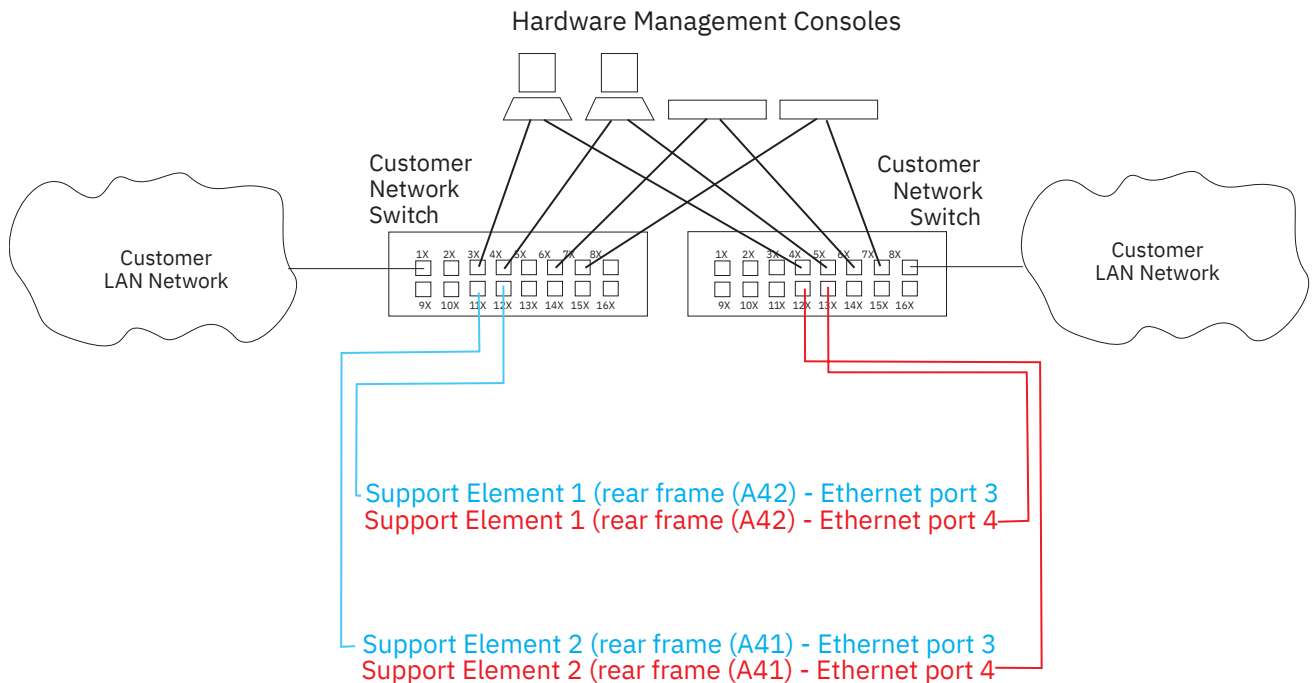 Hardware Management Consoles
Customer
Network
Switch
Customer
Network
Switch
Customer
LAN Network
Customer
LAN Network
1X 2X 3X 4X 5X 6X 7X 8X
9X 10X 11X 12X 13X 14X 15X 16X
1X 2X 3X 4X 5X 6X 7X 8X
9X 10X 11X 12X 13X 14X 15X 16X
Support Element 1 (rear frame (A42) - Ethernet port 3
Support Element 1 (rear frame (A42) - Ethernet port 4
Support Element 2 (rear frame (A41) - Ethernet port 3
Support Element 2 (rear frame (A41) - Ethernet port 4